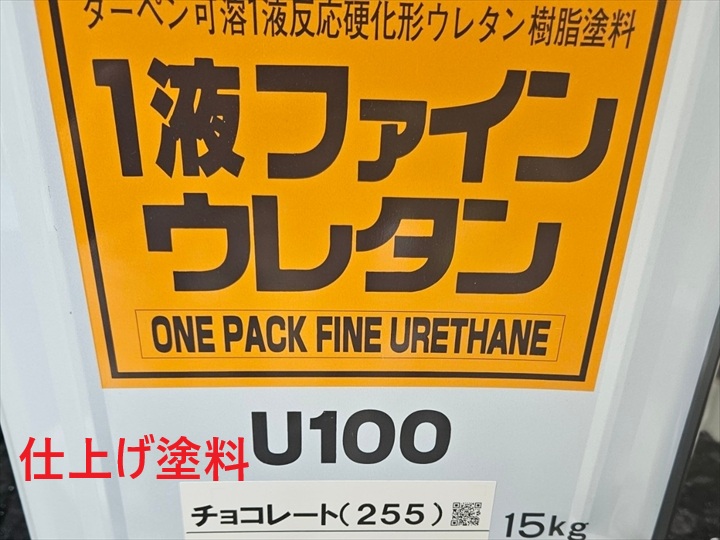 ターペン可溶1液反応硬化形ウレタン樹脂塗料
1液ファイン
ウレタン
ONE PACK FINE URETHANE
U100
仕上げ塗料
チョコレート(255)
15kg